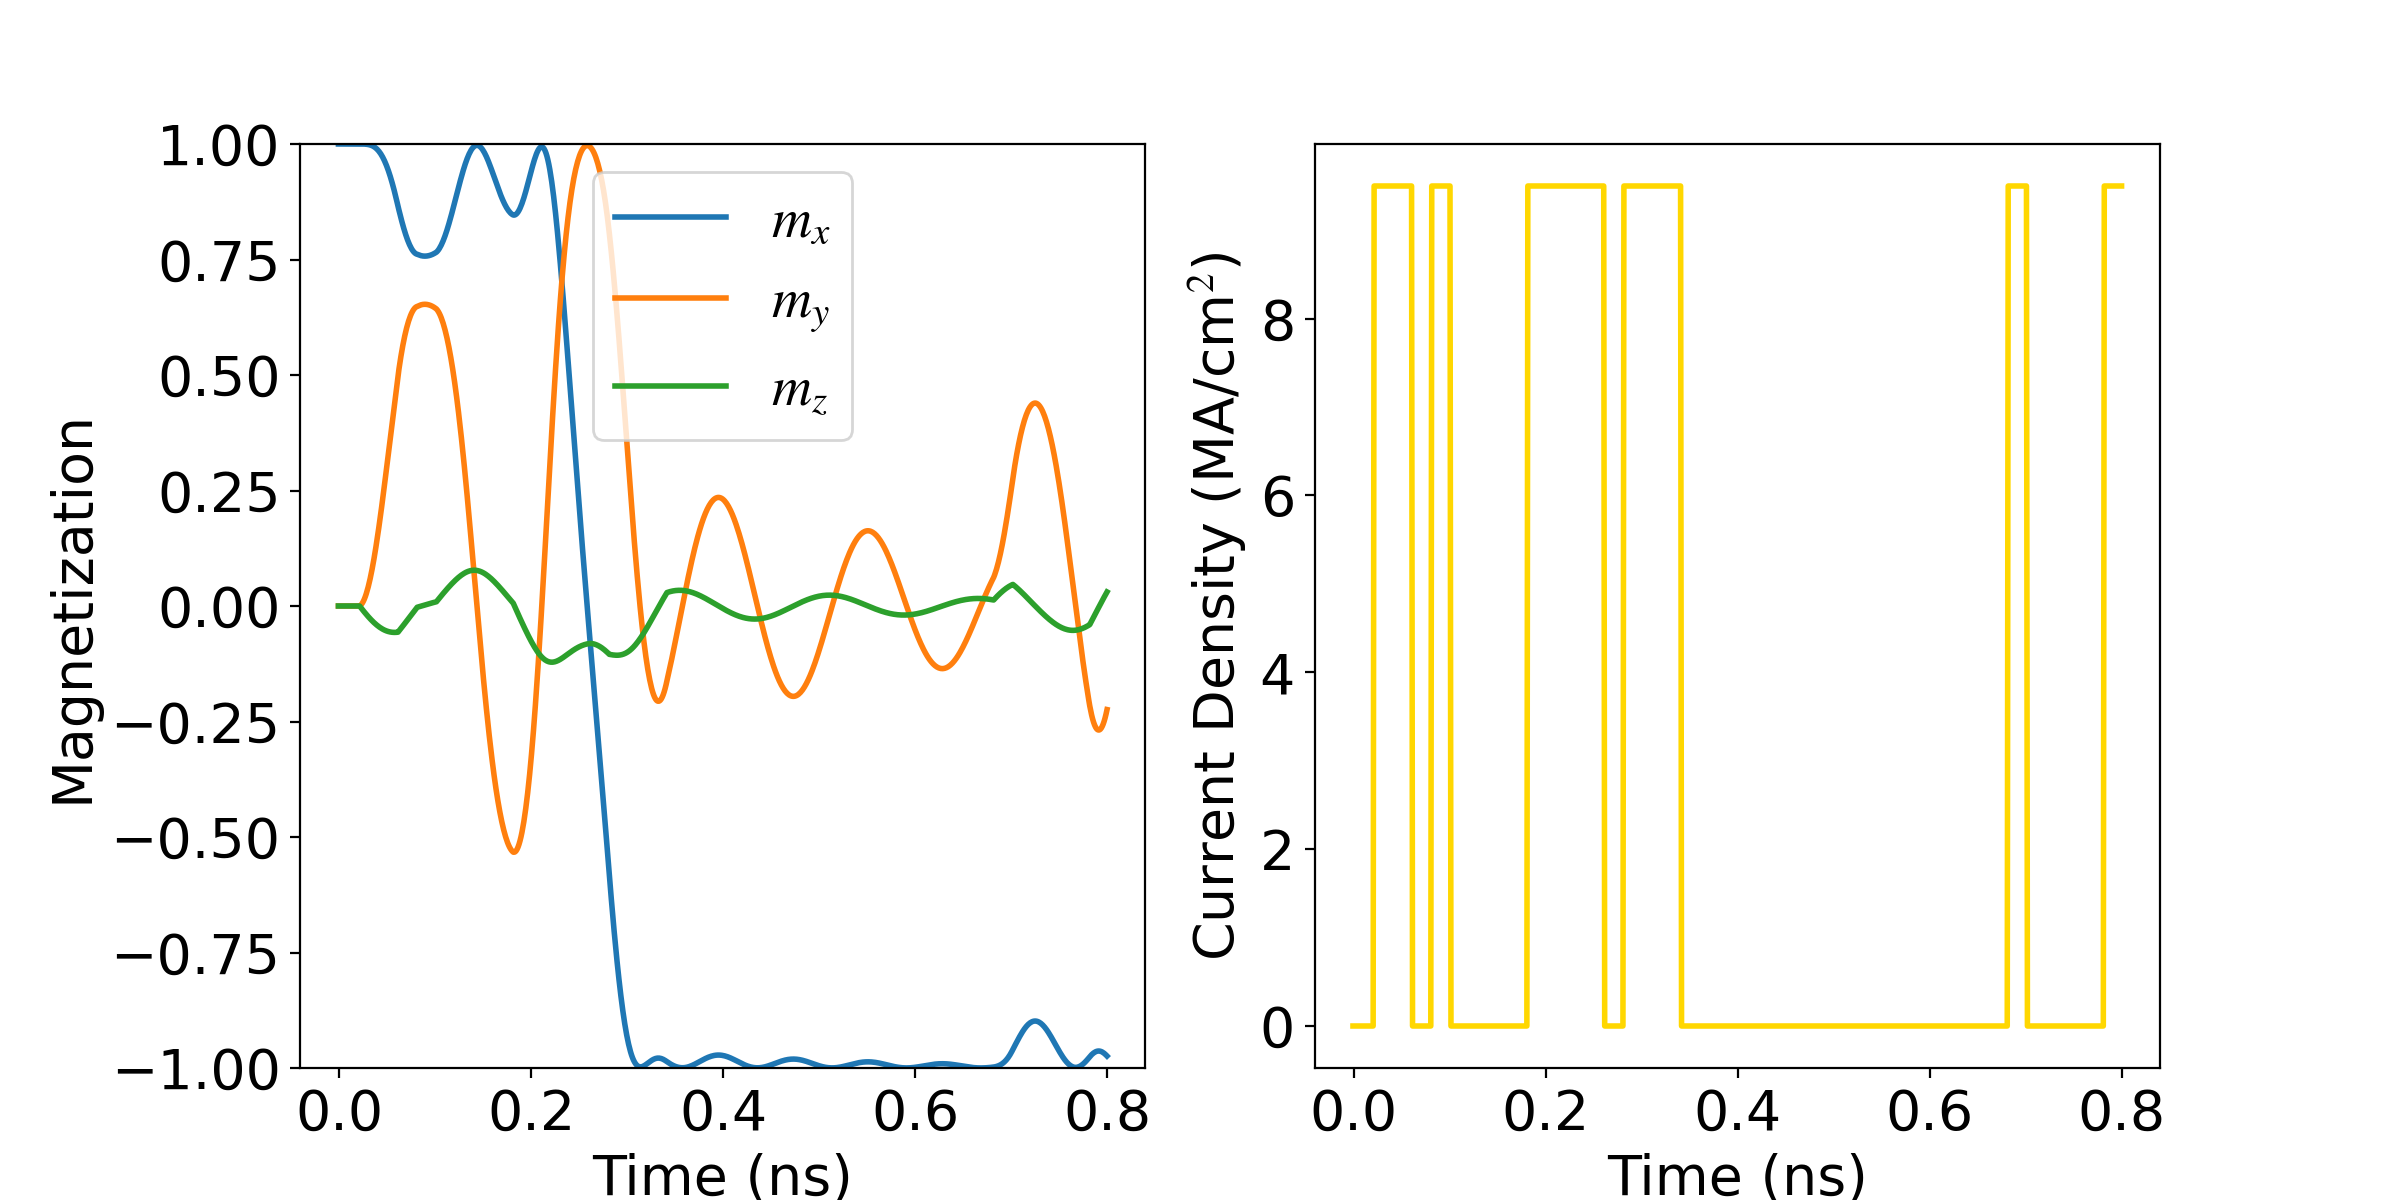 Magnetization
1.00
0.75
0.50
0.25
0.00
−0.25
−0.50
−0.75
−1.00
0.0 0.2 0.4 0.6 0.8
Time (ns)
m_x
m_y
m_z
Current Density (MA/cm²)
8
6
4
2
0
0.0 0.2 0.4 0.6 0.8
Time (ns)